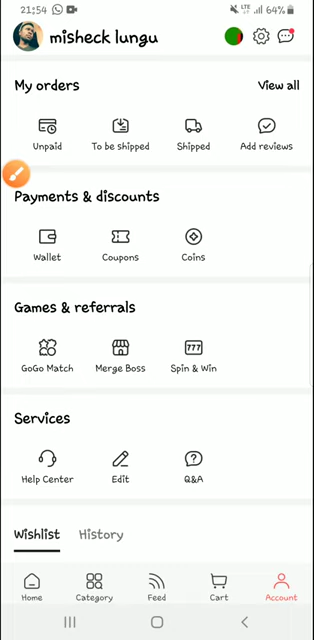 21:54 LTE 64%
misheck lungu
My orders View all
Unpaid To be shipped Shipped Add reviews
Payments & discounts
Wallet Coupons Coins
Games & referrals
777
GoGo Match Merge Boss Spin & Win
Services
Help Center Edit Q&A
Wishlist History
Home Category Feed Cart Account